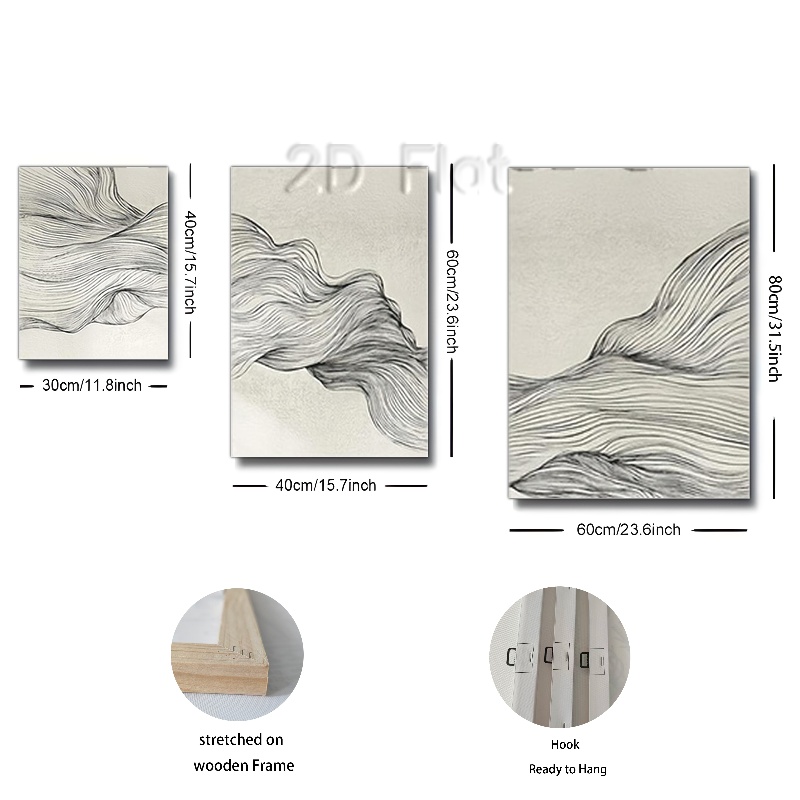 2D Flat
40cm/15.7inch
30cm/11.8inch
60cm/23.6inch
40cm/15.7inch
80cm/31.5inch
60cm/23.6inch
stretched on
wooden Frame
Hook
Ready to Hang